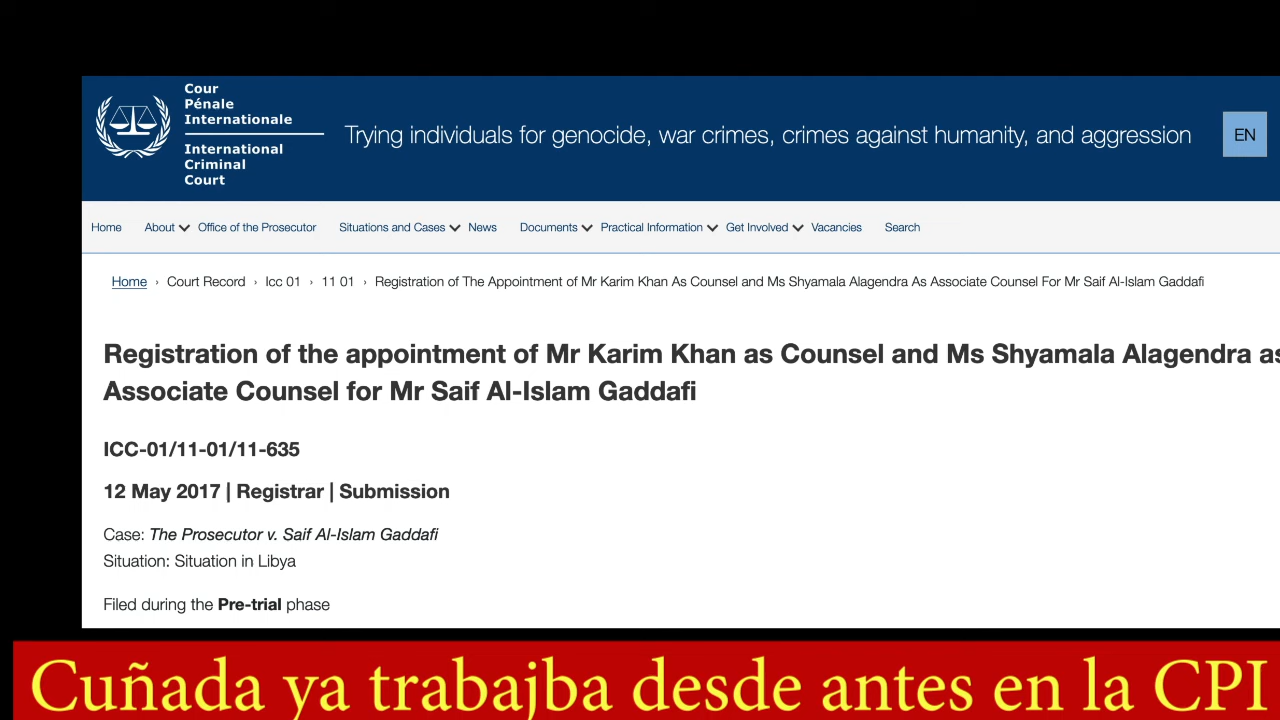 Cour
Pénale
Internationale
International
Criminal
Court
Trying individuals for genocide, war crimes, crimes against humanity, and aggression
EN
Home About Office of the Prosecutor Situations and Cases News Documents Practical Information Get Involved Vacancies Search
Home › Court Record › Icc 01 › 11 01 › Registration of The Appointment of Mr Karim Khan As Counsel and Ms Shyamala Alagendra As Associate Counsel For Mr Saif Al-Islam Gaddafi
Registration of the appointment of Mr Karim Khan as Counsel and Ms Shyamala Alagendra as
Associate Counsel for Mr Saif Al-Islam Gaddafi
ICC-01/11-01/11-635
12 May 2017 | Registrar | Submission
Case: The Prosecutor v. Saif Al-Islam Gaddafi
Situation: Situation in Libya
Filed during the Pre-trial phase
Cuñada ya trabajba desde antes en la CPI